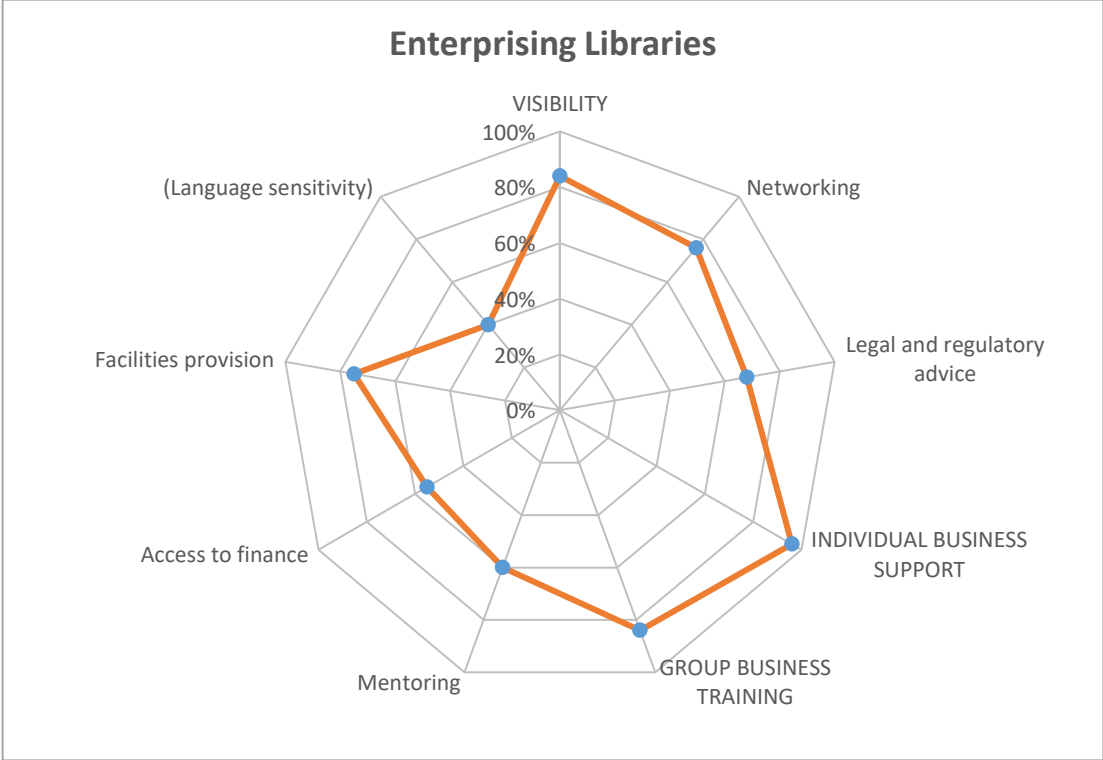 Enterprising Libraries
VISIBILITY
100%
80%
60%
40%
20%
0%
Networking
Legal and regulatory
advice
INDIVIDUAL BUSINESS
SUPPORT
GROUP BUSINESS
TRAINING
Mentoring
Access to finance
Facilities provision
(Language sensitivity)